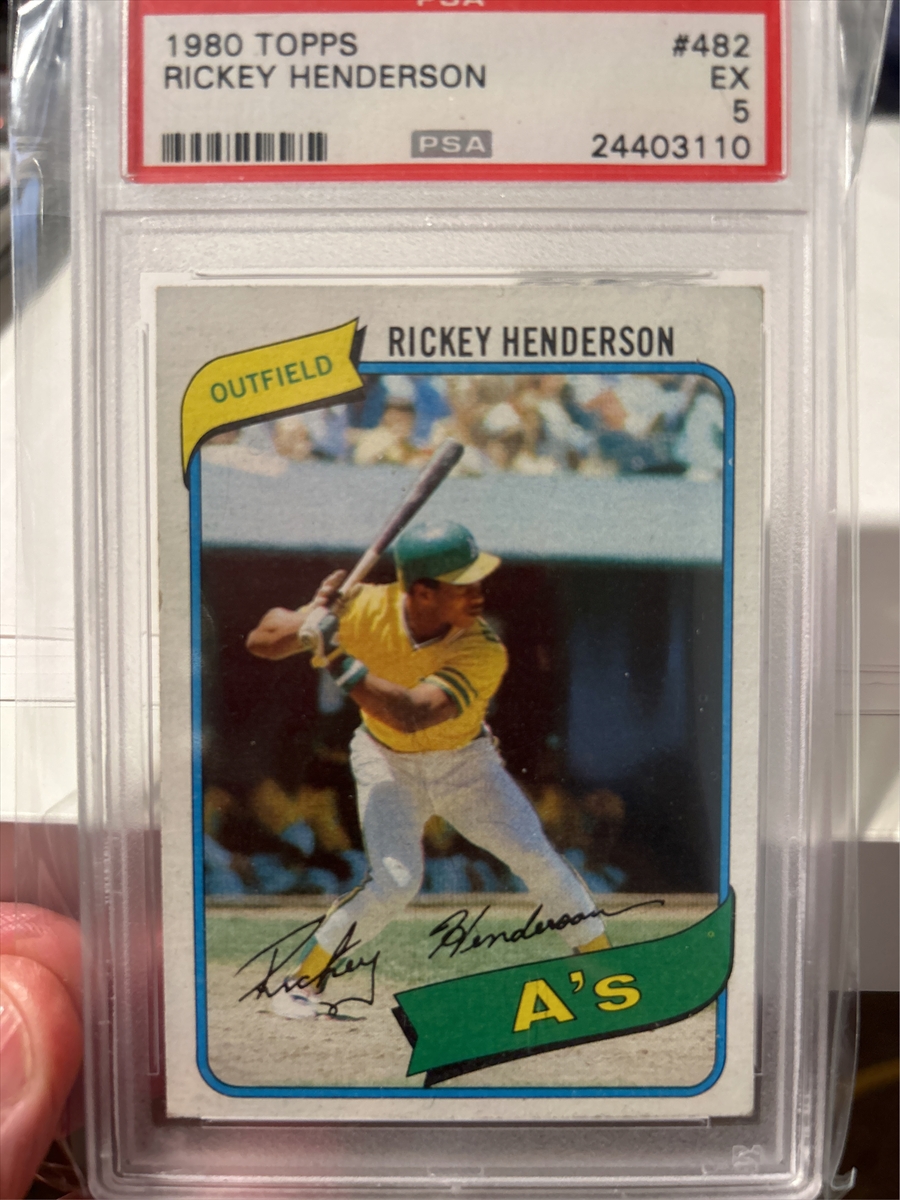 PSA
1980 TOPPS #482
RICKEY HENDERSON EX
5
PSA 24403110
RICKEY HENDERSON
OUTFIELD
Rickey Henderson
A's